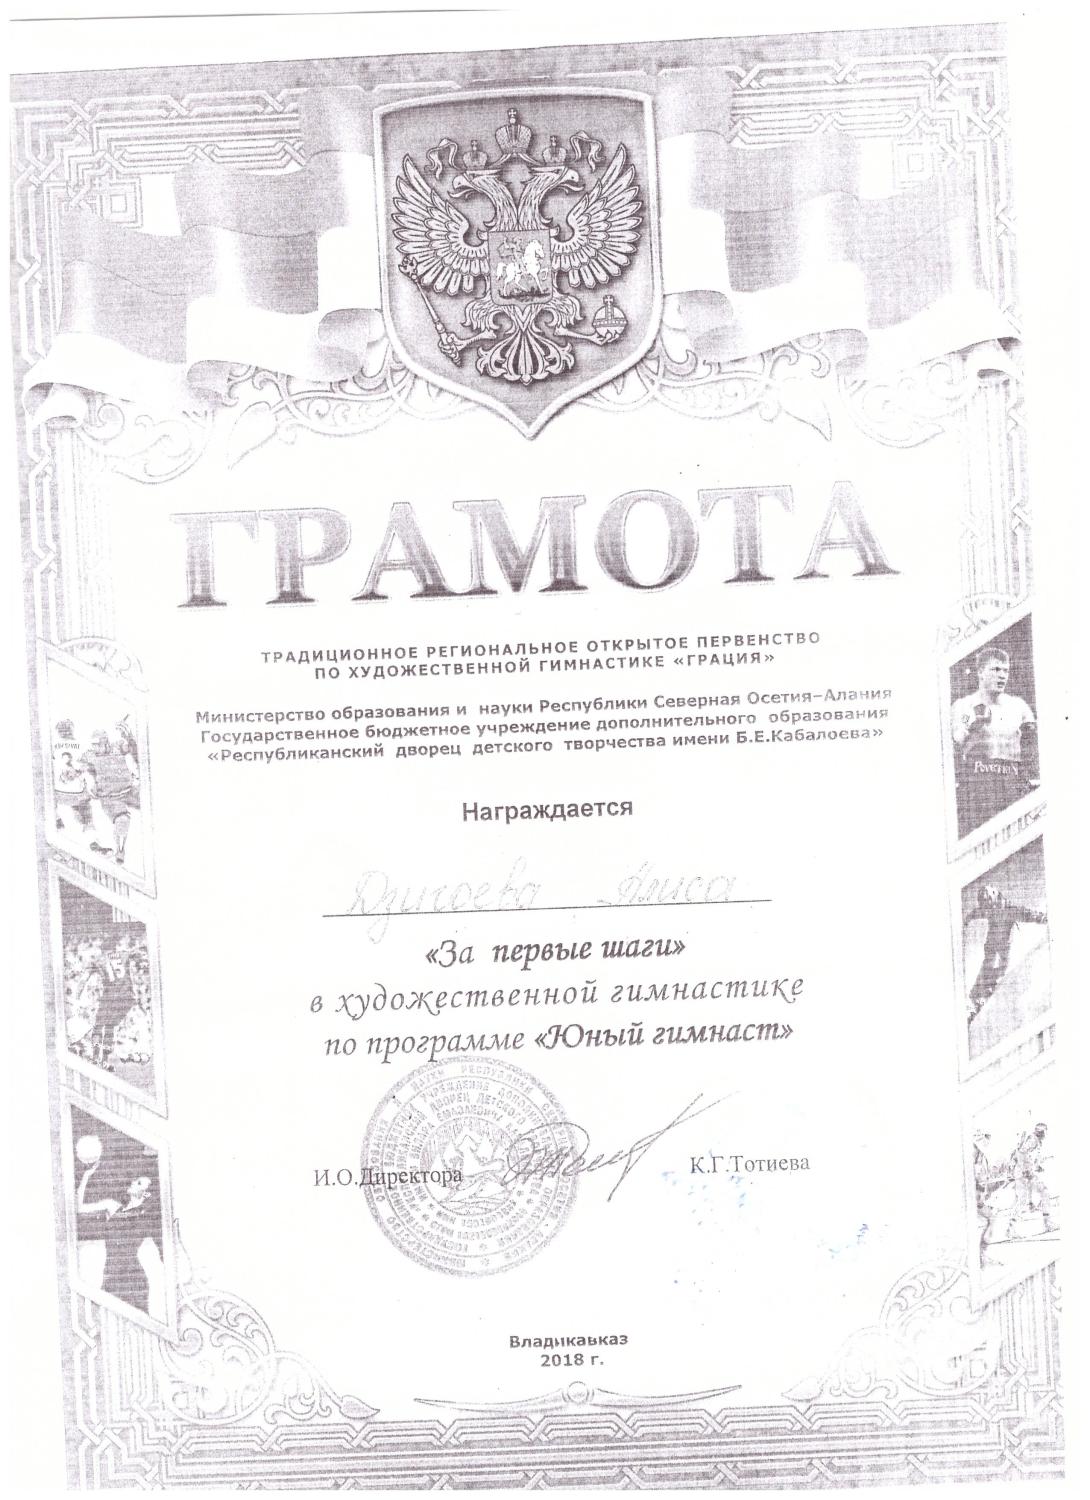 ГРАМОТА
ТРАДИЦИОННОЕ РЕГИОНАЛЬНОЕ ОТКРЫТОЕ ПЕРВЕНСТВО
ПО ХУДОЖЕСТВЕННОЙ ГИМНАСТИКЕ «ГРАЦИЯ»
Министерство образования и науки Республики Северная Осетия–Алания
Государственное бюджетное учреждение дополнительного образования
«Республиканский дворец детского творчества имени Б.Е.Кабалоева»
Награждается
Дзигоева Алиса
«За первые шаги»
в художественной гимнастике
по программе «Юный гимнаст»
И.О.Директора К.Г.Тотиева
Владикавказ
2018 г.